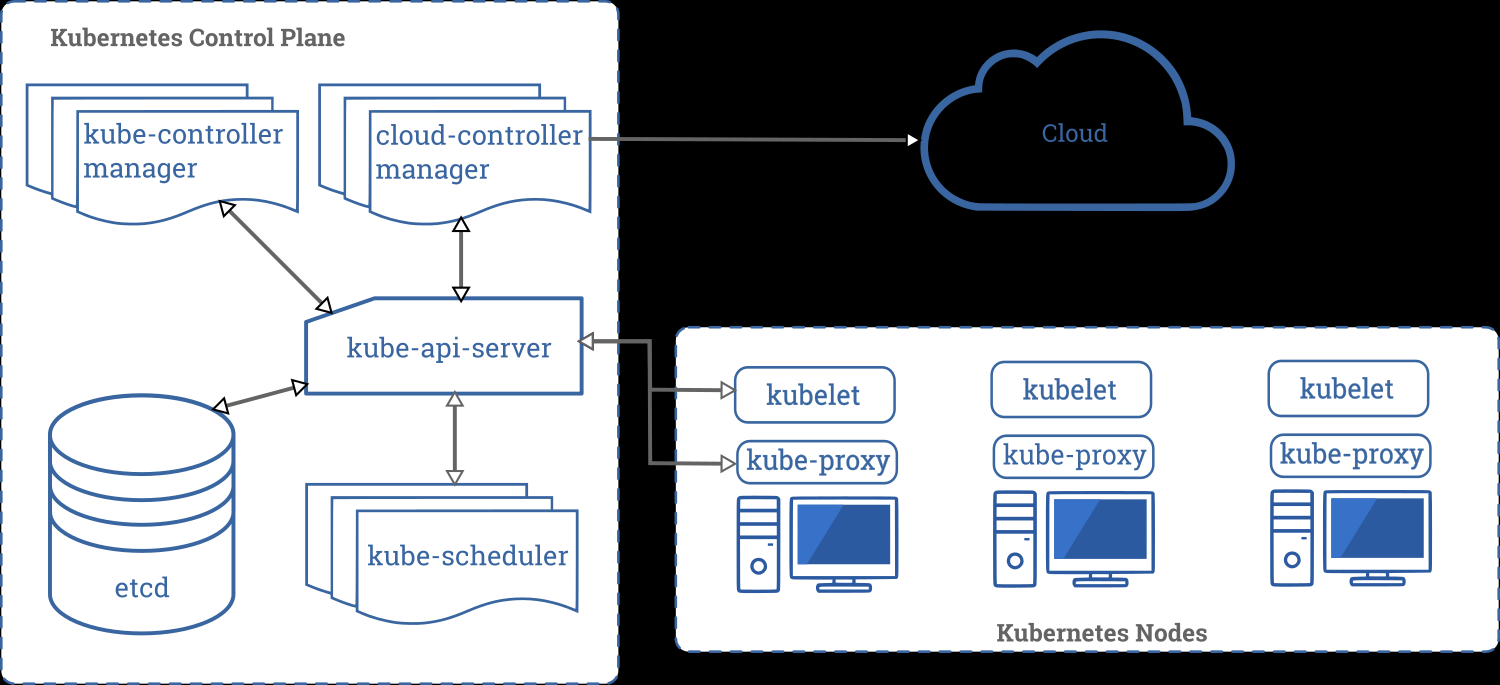 Kubernetes Control Plane
kube-controller
manager
cloud-controller
manager
Cloud
kube-api-server
etcd
kube-scheduler
kubelet
kubelet
kubelet
kube-proxy
kube-proxy
kube-proxy
Kubernetes Nodes